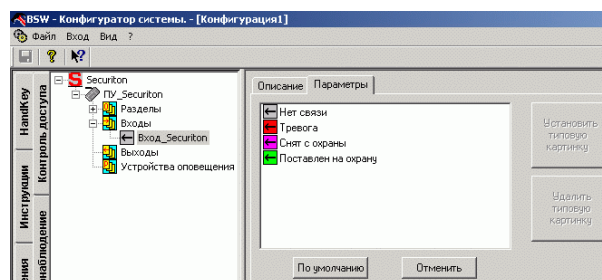 BSW - Конфигуратор системы. - [Конфигурация1]
Файл Вход Вид ?
HandKey
Инструкции
Контроль доступа
наблюдение
ния
Securiton
ПУ_Securiton
Разделы
Входы
Вход_Securiton
Выходы
Устройства оповещения
Описание Параметры
Нет связи
Тревога
Снят с охраны
Поставлен на охрану
Установить
типовую
картинку
Удалить
типовую
картинку
По умолчанию Отменить